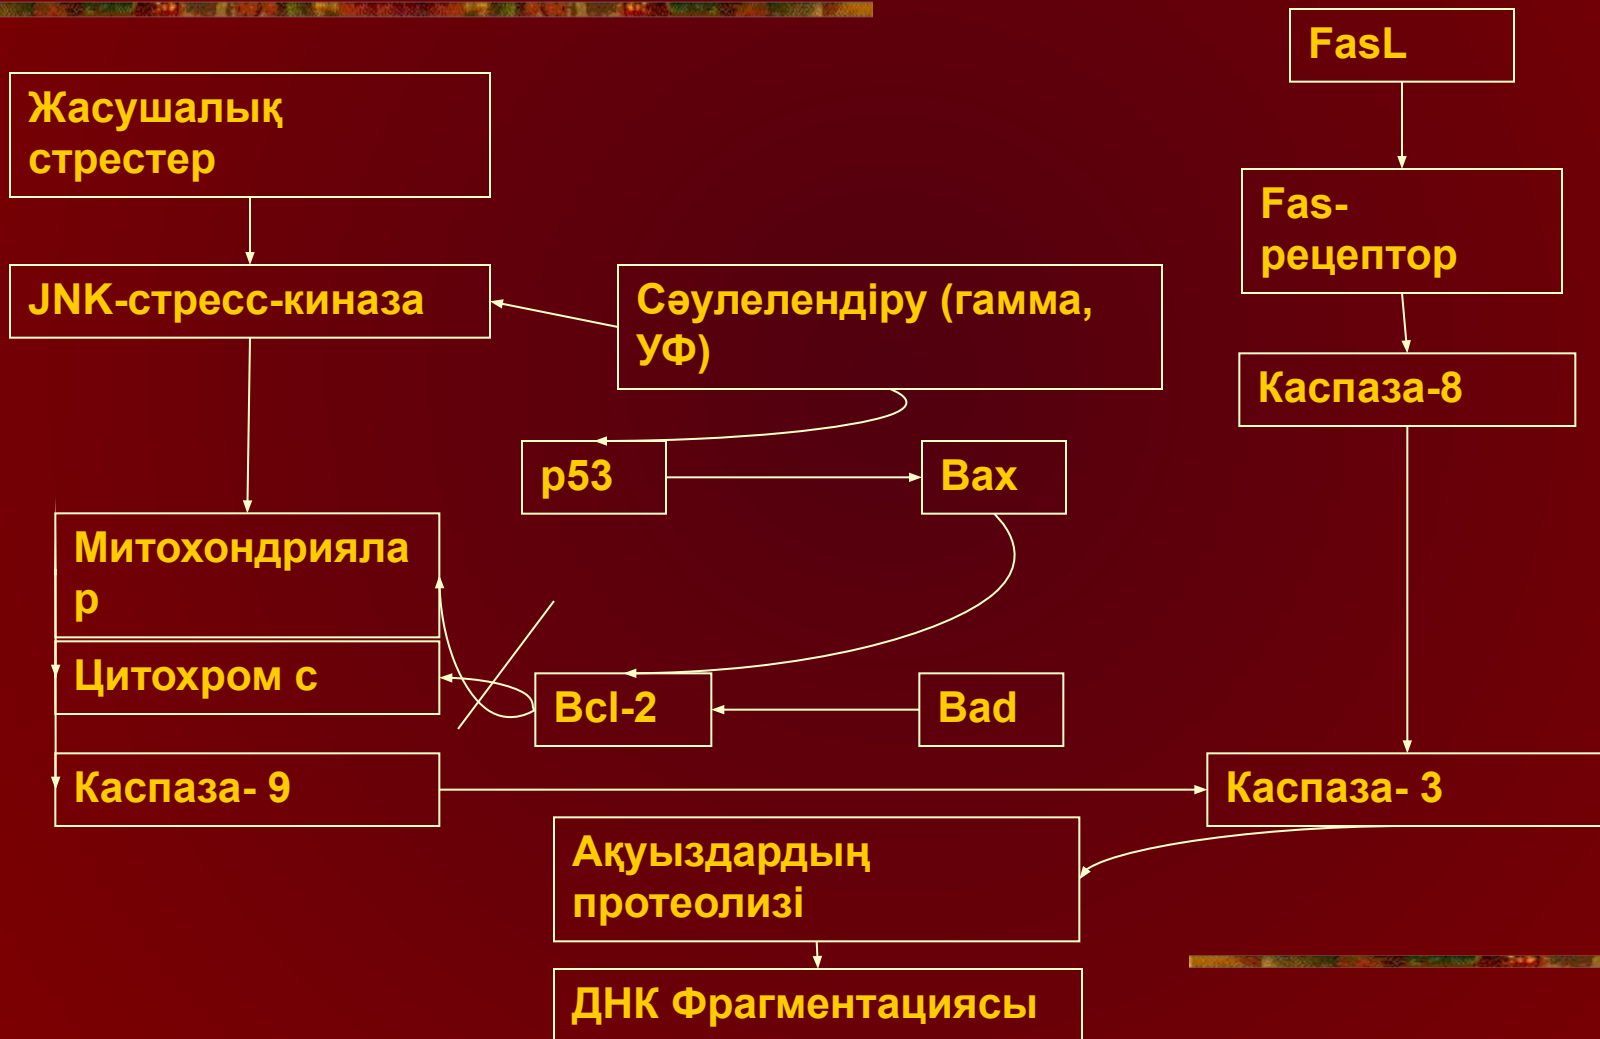 FasL
Жасушалық
стрестер
Fas-
рецептор
JNK-стресс-киназа
Сәулелендіру (гамма,
УФ)
Каспаза-8
p53
Bax
Митохондрияла
р
Цитохром с
Bcl-2
Bad
Каспаза- 9
Каспаза- 3
Ақуыздардың
протеолизі
ДНК Фрагментациясы